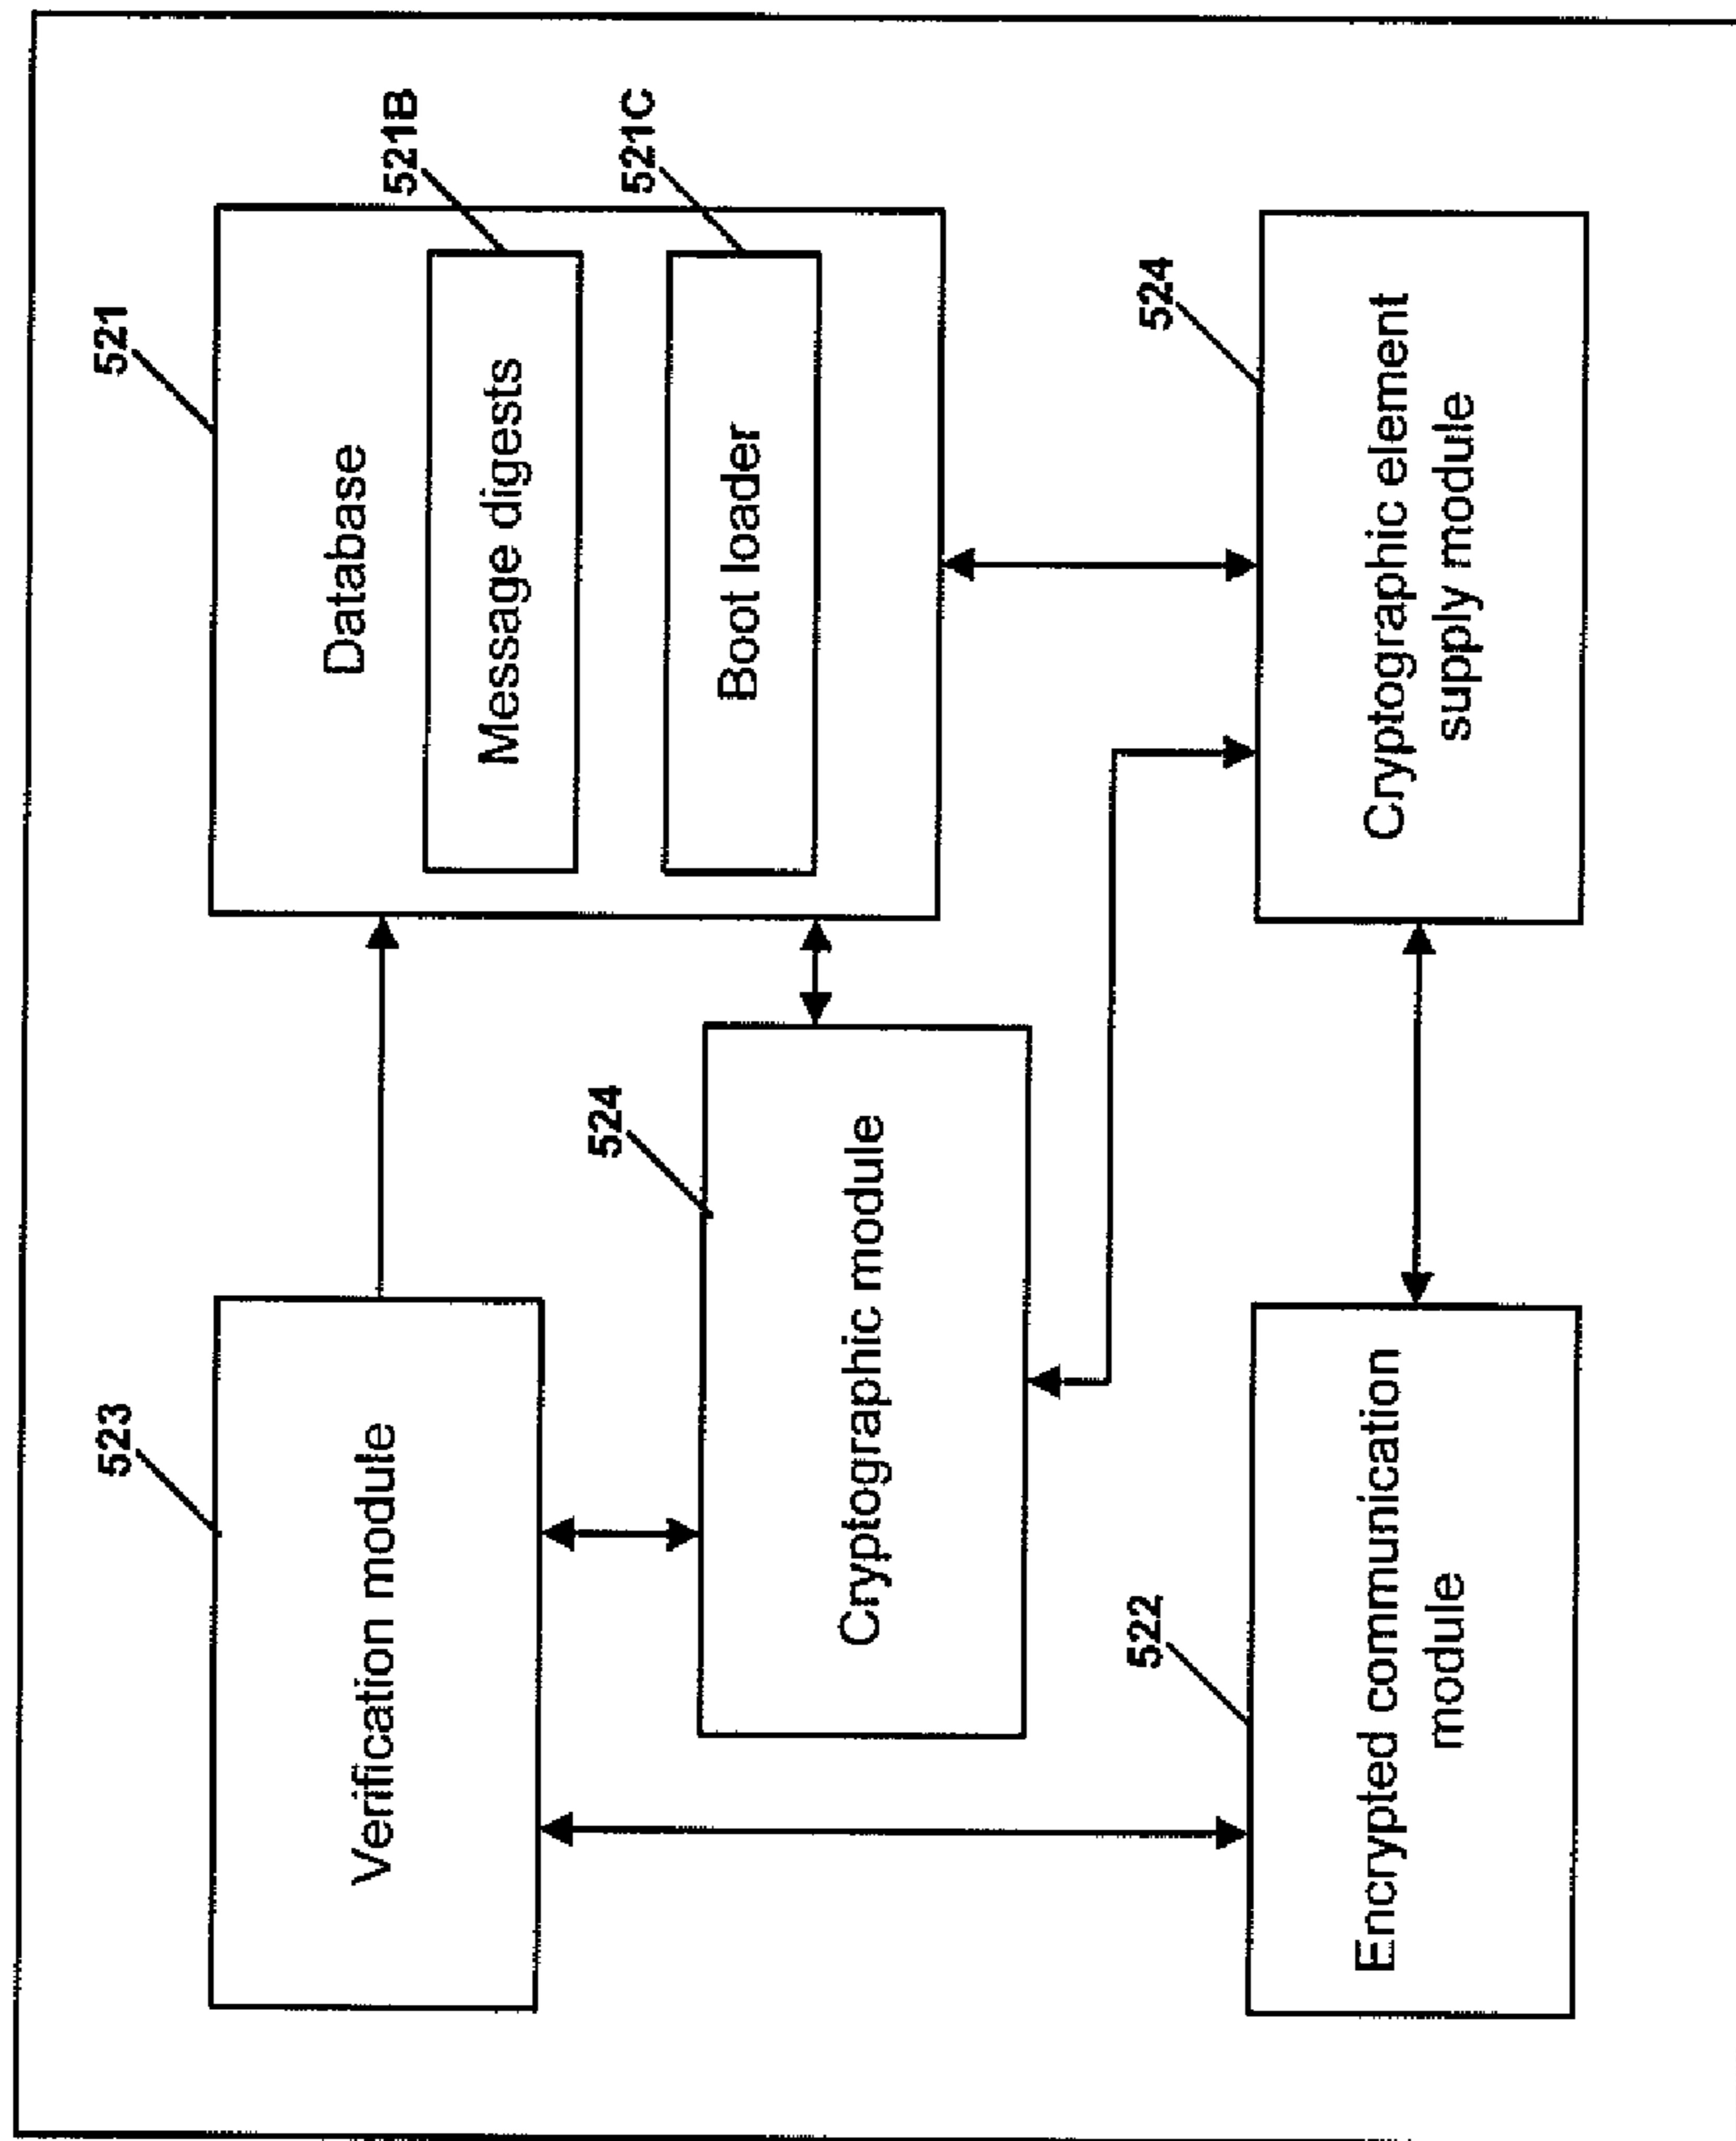 523
Verification module
521
Database
521B
Message digests
521C
Boot loader
524
Cryptographic module
522
Encrypted communication
module
524
Cryptographic element
supply module